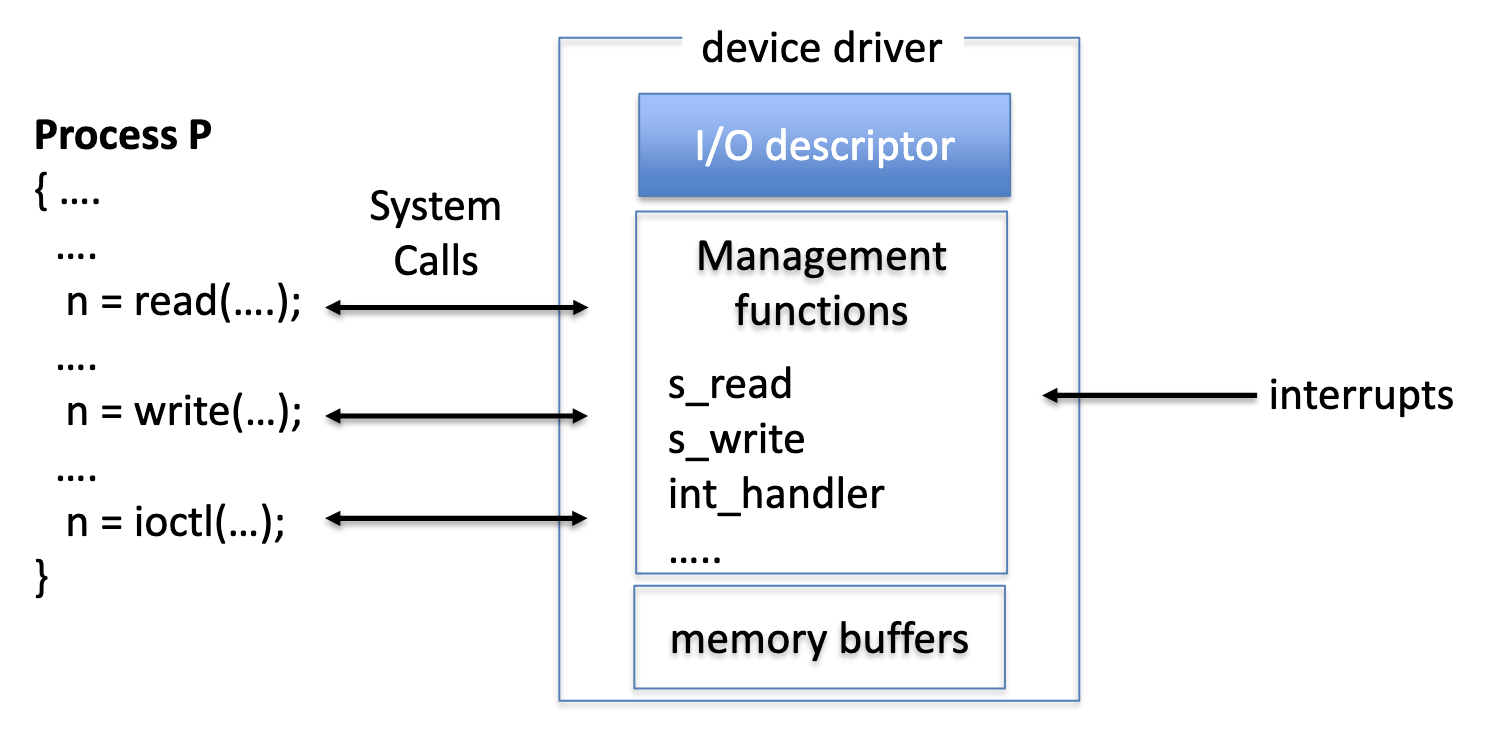 Process P
{ ....
....
n = read(....);
....
n = write(...);
....
n = ioctl(...);
}
System
Calls
device driver
I/O descriptor
Management
functions
s_read
s_write
int_handler
.....
memory buffers
interrupts